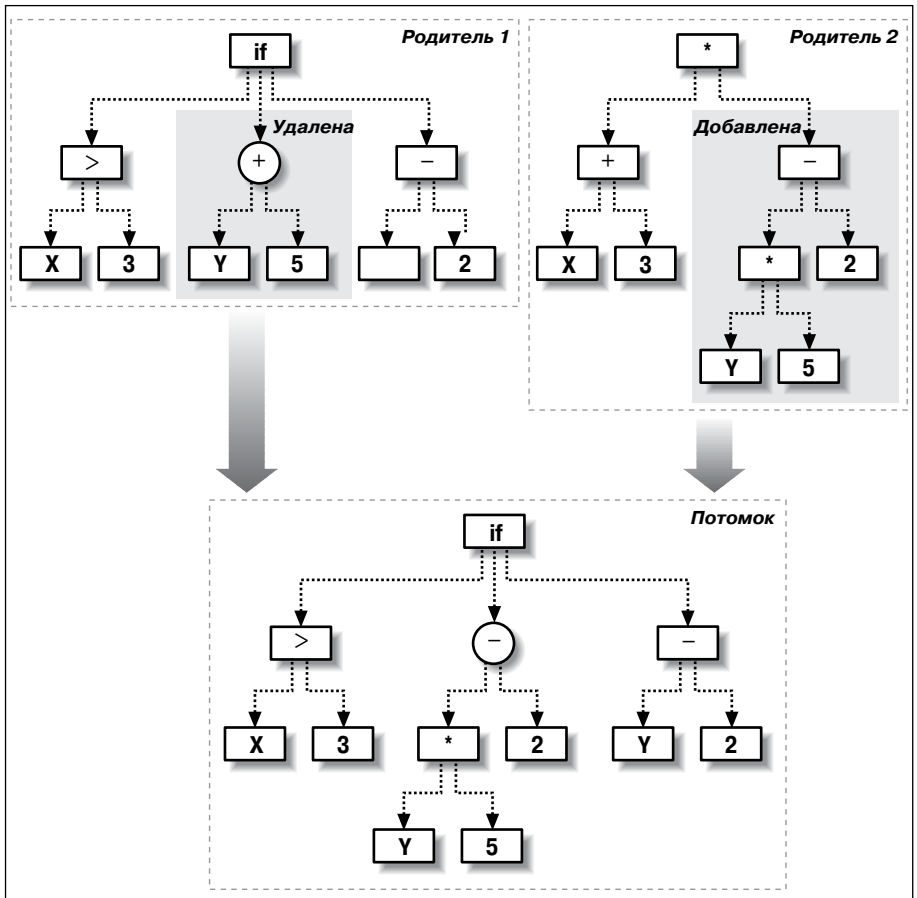 Родитель 1
if
Удалена
> + –
X 3 Y 5 2
Родитель 2
*
Добавлена
+ –
X 3 * 2
Y 5
Потомок
if
> – –
X 3 * 2 Y 2
Y 5